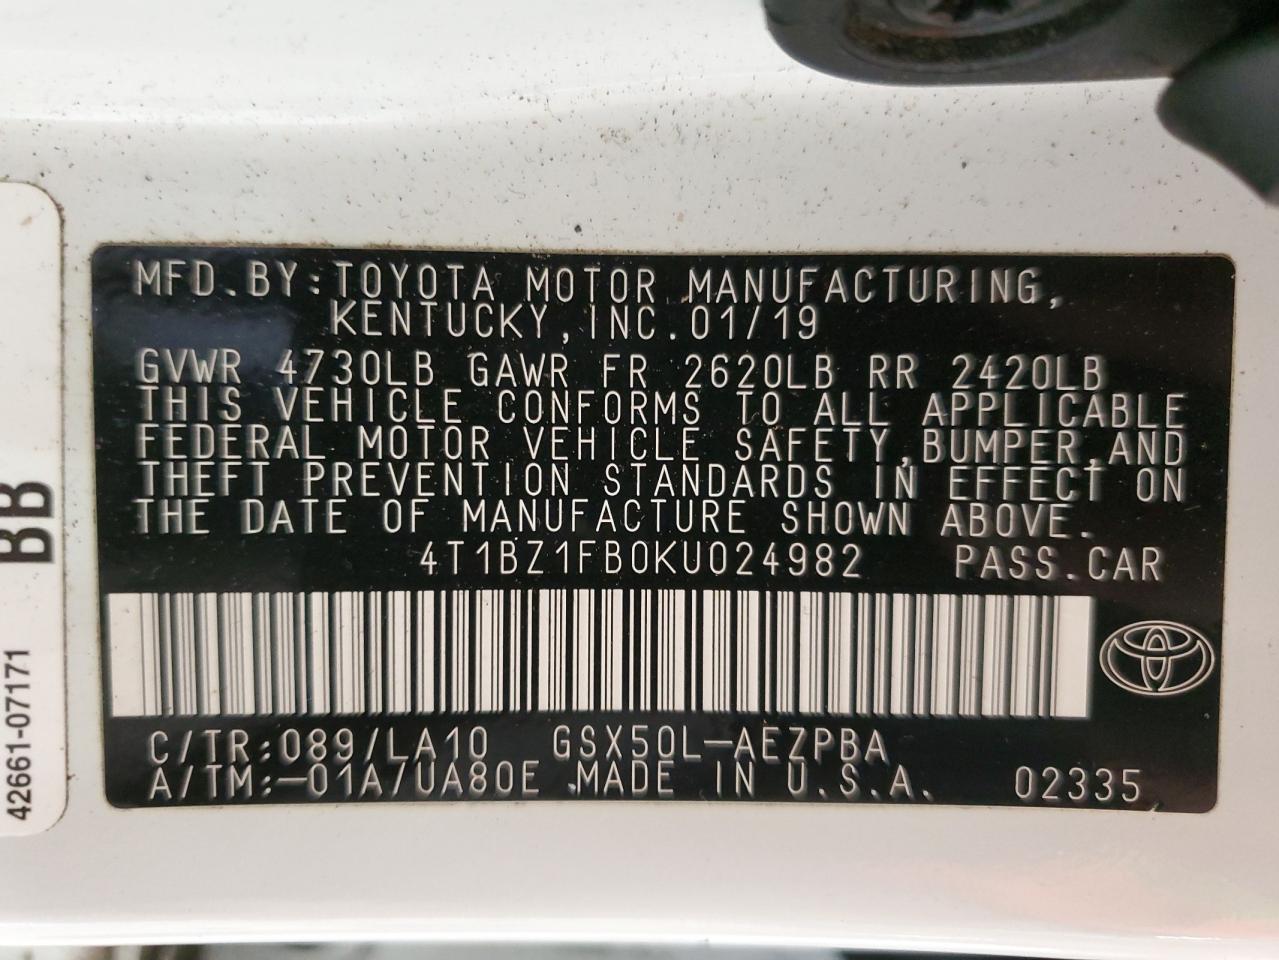 MFD.BY:TOYOTA MOTOR MANUFACTURING,
KENTUCKY,INC.01/19
GVWR 4730LB GAWR FR 2620LB RR 2420LB
THIS VEHICLE CONFORMS TO ALL APPLICABLE
FEDERAL MOTOR VEHICLE SAFETY,BUMPER,AND
THEFT PREVENTION STANDARDS IN EFFECT ON
THE DATE OF MANUFACTURE SHOWN ABOVE.
4T1BZ1FB0KU024982 PASS.CAR
C/TR:089/LA10 GSX50L-AEZPBA
A/TM:-01A/UA80E MADE IN U.S.A. 02335
BB
42661-07171